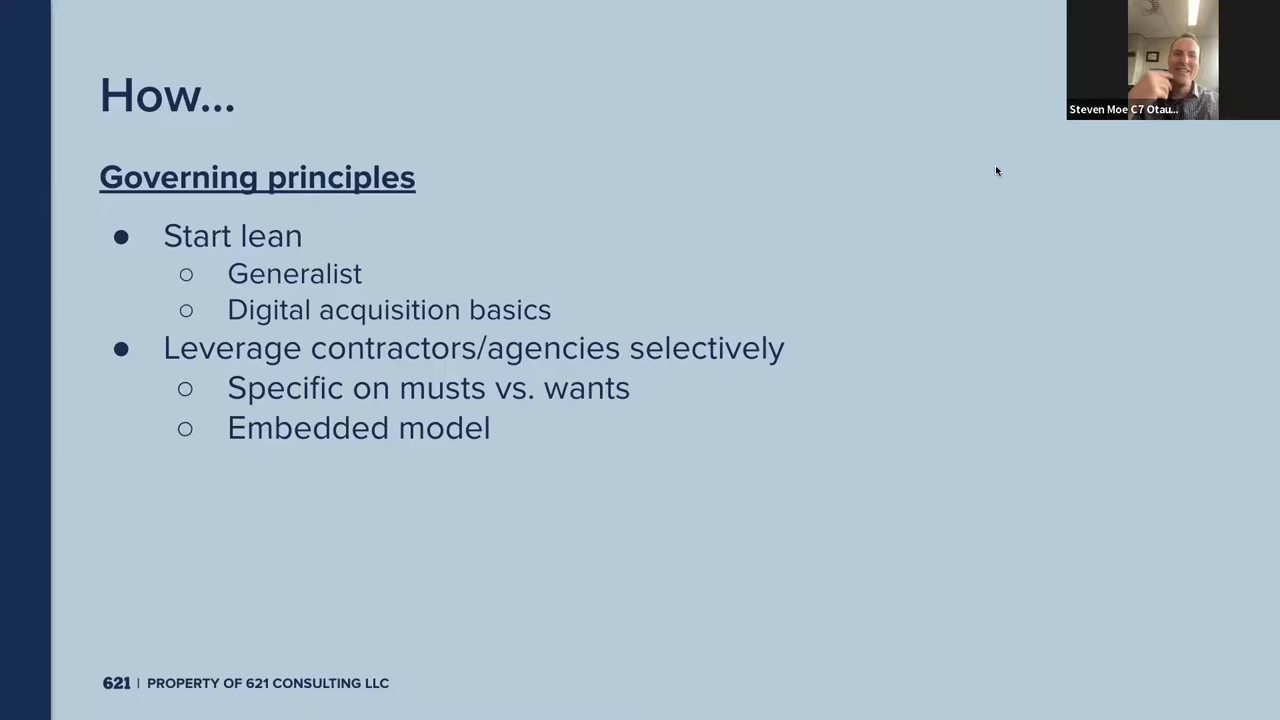 How...
Governing principles
● Start lean
○ Generalist
○ Digital acquisition basics
● Leverage contractors/agencies selectively
○ Specific on musts vs. wants
○ Embedded model
621 | PROPERTY OF 621 CONSULTING LLC
Steven Moe C7 Otau...